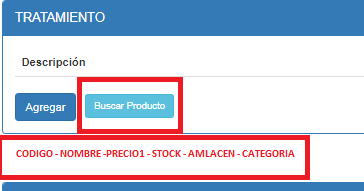 TRATAMIENTO
Descripción
Agregar Buscar Producto
CODIGO - NOMBRE -PRECIO1 - STOCK - AMLACEN - CATEGORIA